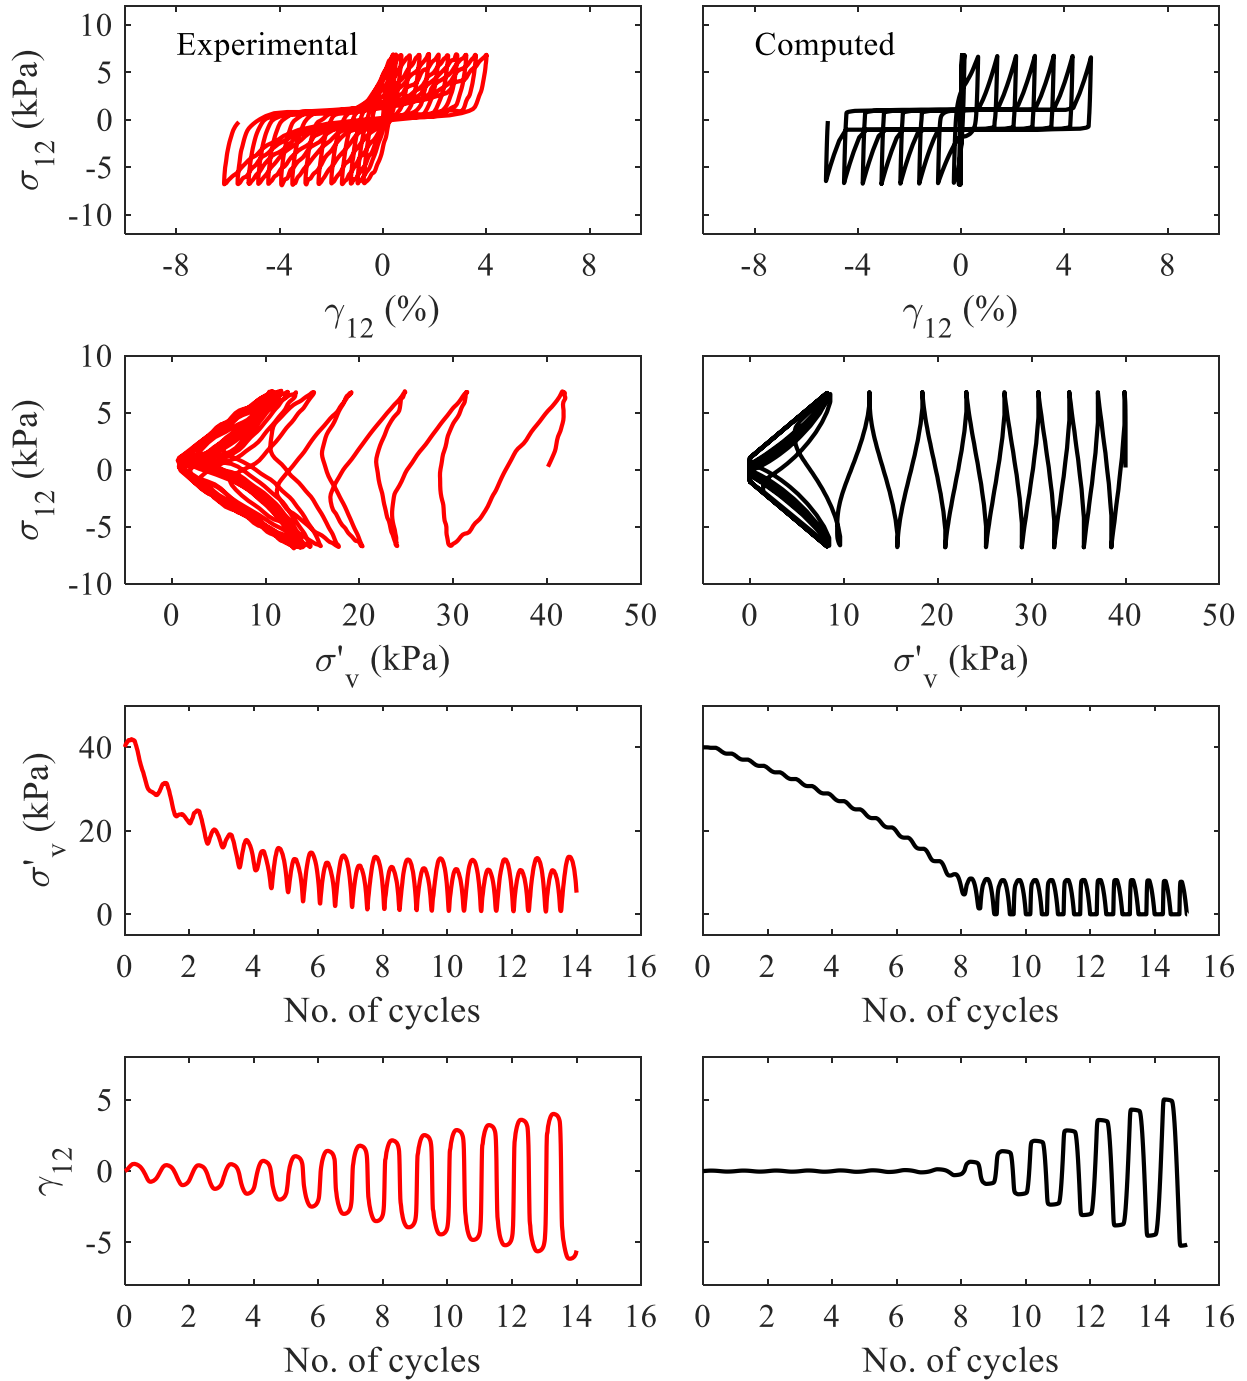 Experimental
10
5
0
-5
-10
σ12 (kPa)
-8 -4 0 4 8
γ12 (%)
Computed
-8 -4 0 4 8
γ12 (%)
10
5
0
-5
-10
σ12 (kPa)
0 10 20 30 40 50
σ'v (kPa)
0 10 20 30 40 50
σ'v (kPa)
40
20
0
σ'v (kPa)
0 2 4 6 8 10 12 14 16
No. of cycles
0 2 4 6 8 10 12 14 16
No. of cycles
5
0
-5
γ12
0 2 4 6 8 10 12 14 16
No. of cycles
0 2 4 6 8 10 12 14 16
No. of cycles